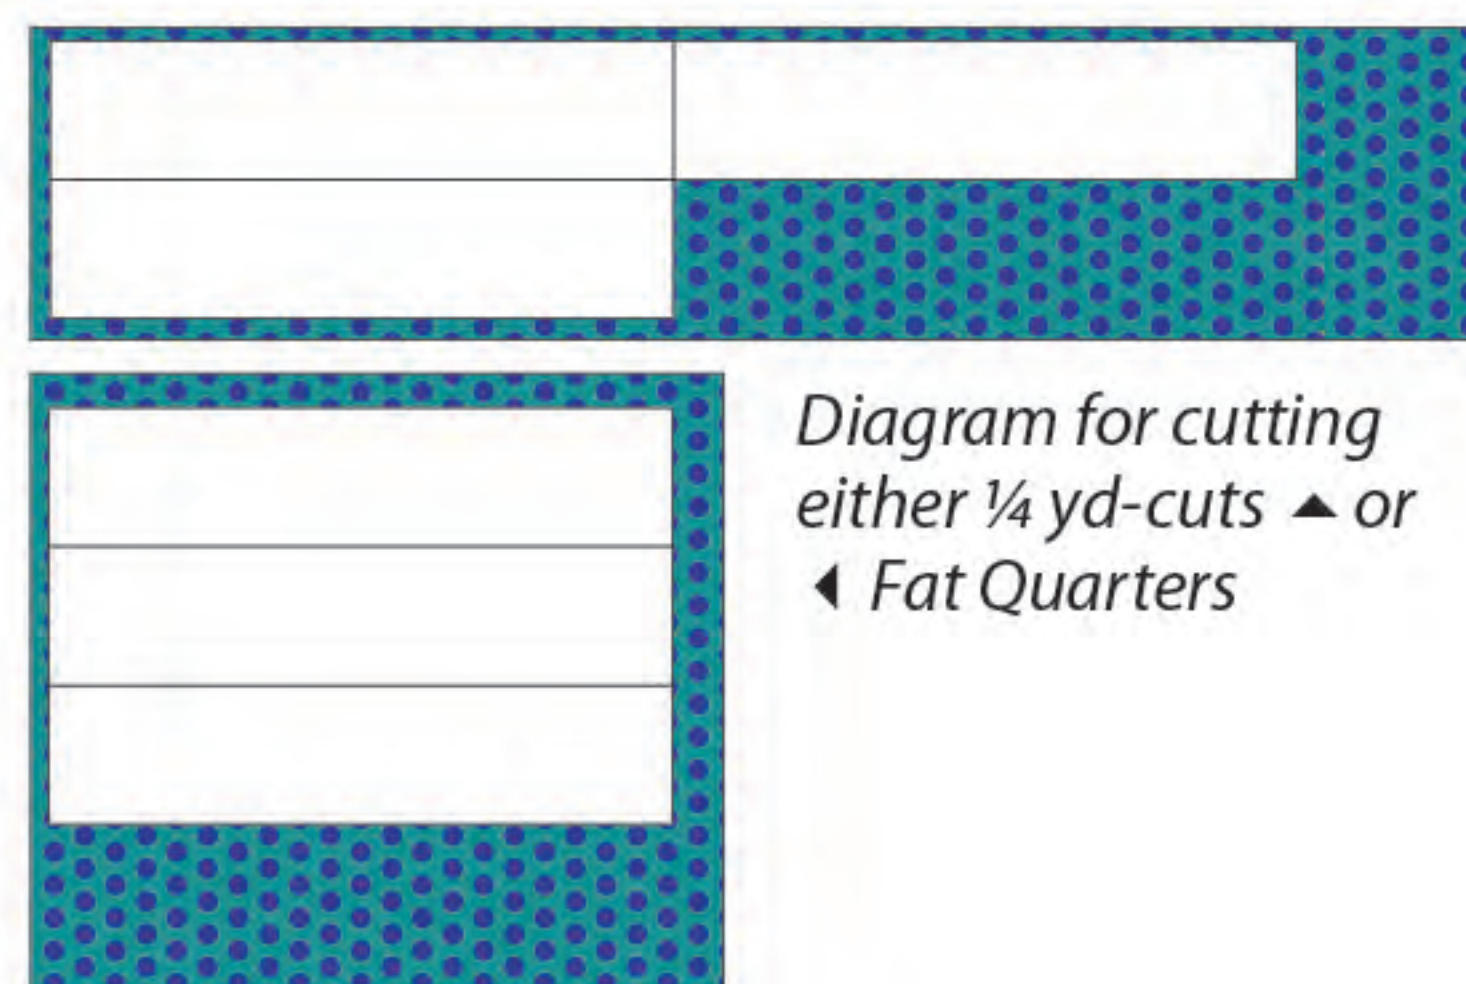 Diagram for cutting
either ¼ yd-cuts ▲ or
◀ Fat Quarters